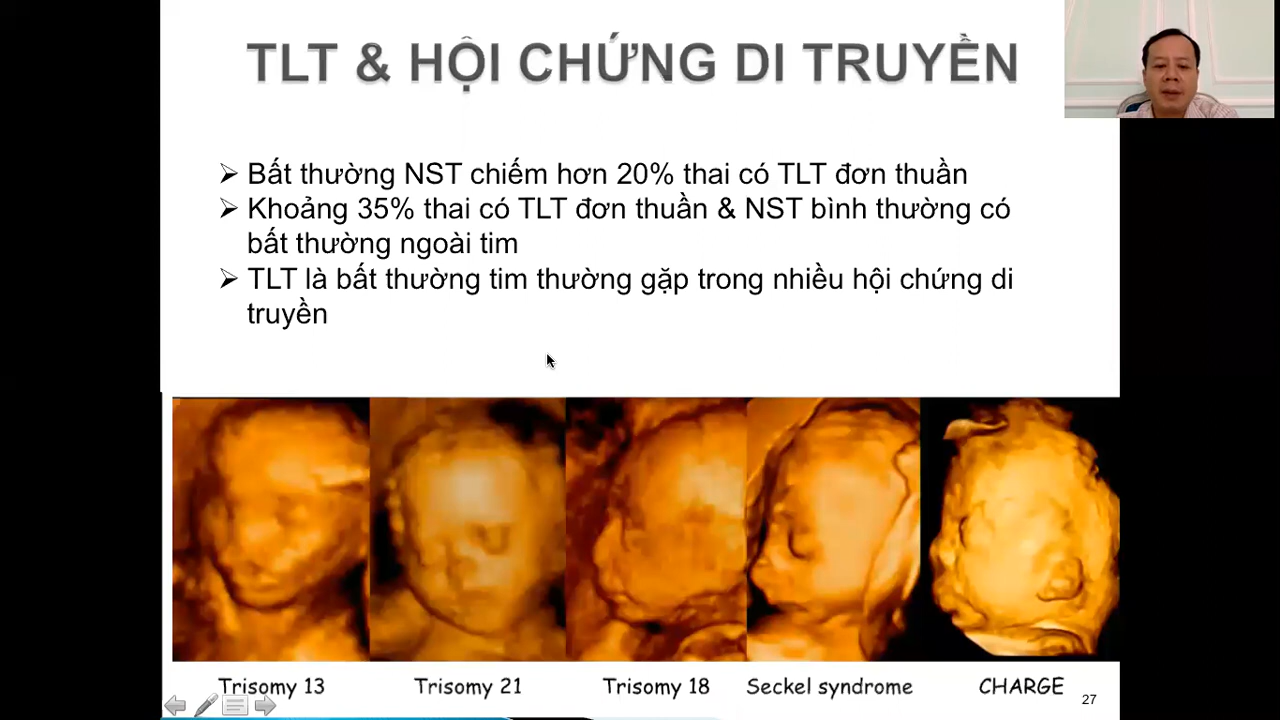 TLT & HỘI CHỨNG DI TRUYỀN
➢ Bất thường NST chiếm hơn 20% thai có TLT đơn thuần
➢ Khoảng 35% thai có TLT đơn thuần & NST bình thường có
bất thường ngoài tim
➢ TLT là bất thường tim thường gặp trong nhiều hội chứng di
truyền
Trisomy 13 Trisomy 21 Trisomy 18 Seckel syndrome CHARGE
27